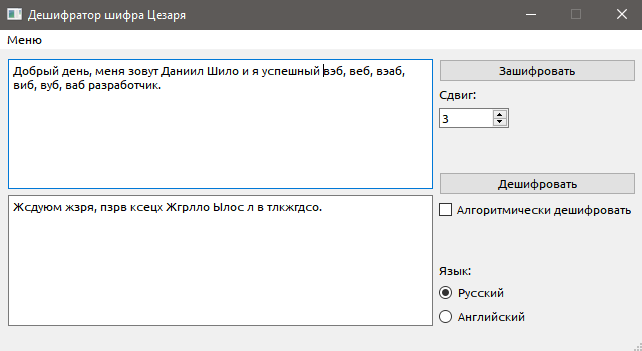 Дешифратор шифра Цезаря
Меню
Добрый день, меня зовут Даниил Шило и я успешный вэб, веб, вэаб,
виб, вуб, ваб разработчик.
Зашифровать
Сдвиг:
3
Дешифровать
Алгоритмически дешифровать
Жсдуюм жзря, пзрв ксецх Жгрлло Ылос л в тлкжгдсо.
Язык:
Русский
Английский